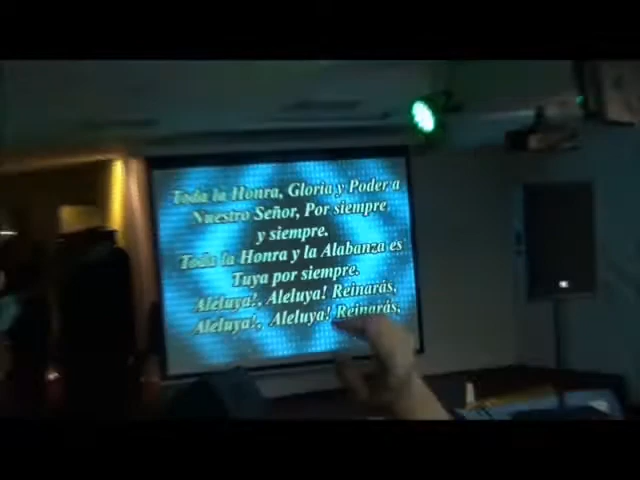 Toda la Honra, Gloria y Poder a
Nuestro Señor, Por siempre
y siempre.
Toda la Honra y la Alabanza es
Tuya por siempre.
Aleluya!, Aleluya! Reinarás,
Aleluya!, Aleluya! Reinarás,